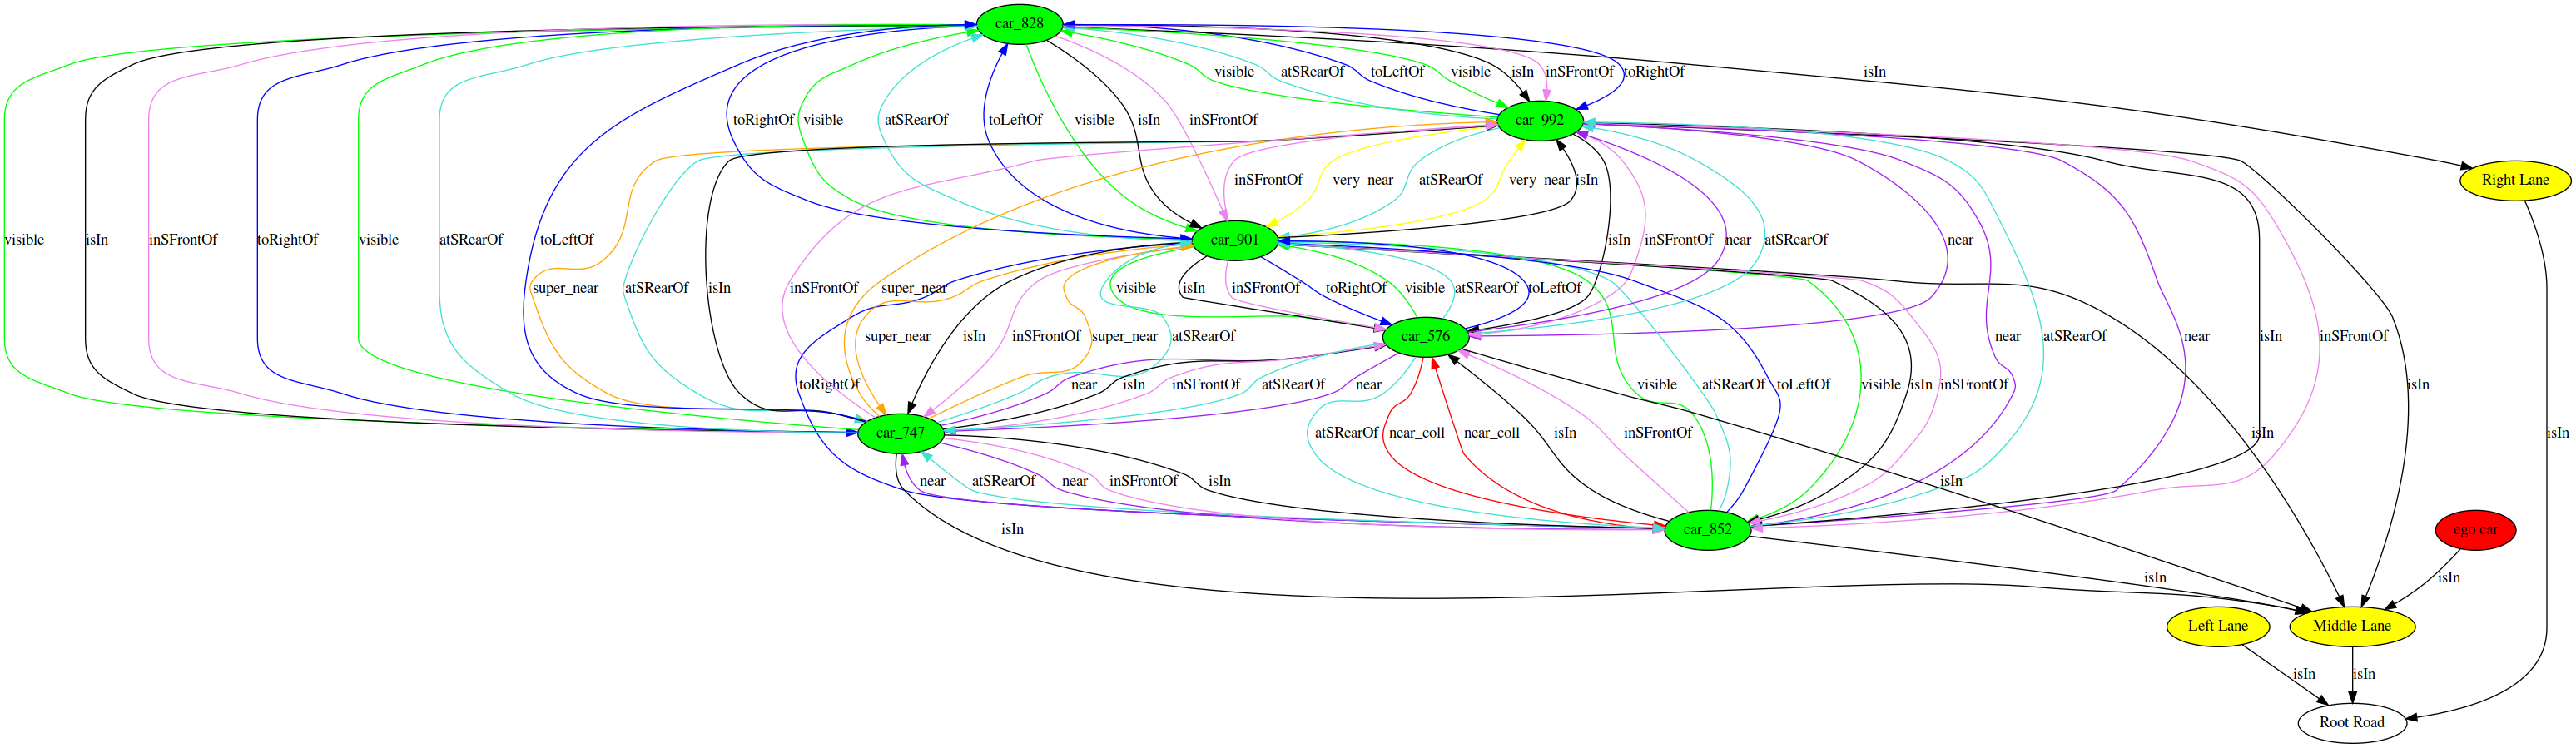 car_828
visible atSRearOf toLeftOf visible isIn inSFrontOf toRightOf isIn
toRightOf visible atSRearOf toLeftOf visible isIn inSFrontOf car_992
inSFrontOf very_near atSRearOf very_near isIn Right Lane
visible isIn inSFrontOf toRightOf visible atSRearOf toLeftOf car_901 isIn inSFrontOf near atSRearOf near
super_near atSRearOf isIn inSFrontOf super_near visible isIn inSFrontOf toRightOf visible atSRearOf toLeftOf
super_near isIn inSFrontOf super_near atSRearOf car_576 near atSRearOf near isIn inSFrontOf
toRightOf near isIn inSFrontOf atSRearOf near visible atSRearOf toLeftOf visible isIn inSFrontOf isIn
car_747 atSRearOf near_coll near_coll isIn inSFrontOf isIn isIn
near atSRearOf near inSFrontOf isIn isIn
isIn car_852 ego car
isIn isIn
Left Lane Middle Lane
isIn isIn
Root Road